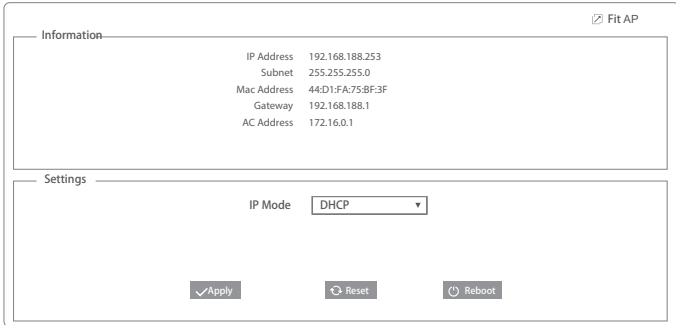 Fit AP
Information
IP Address 192.168.188.253
Subnet 255.255.255.0
Mac Address 44:D1:FA:75:BF:3F
Gateway 192.168.188.1
AC Address 172.16.0.1
Settings
IP Mode DHCP
Apply Reset Reboot